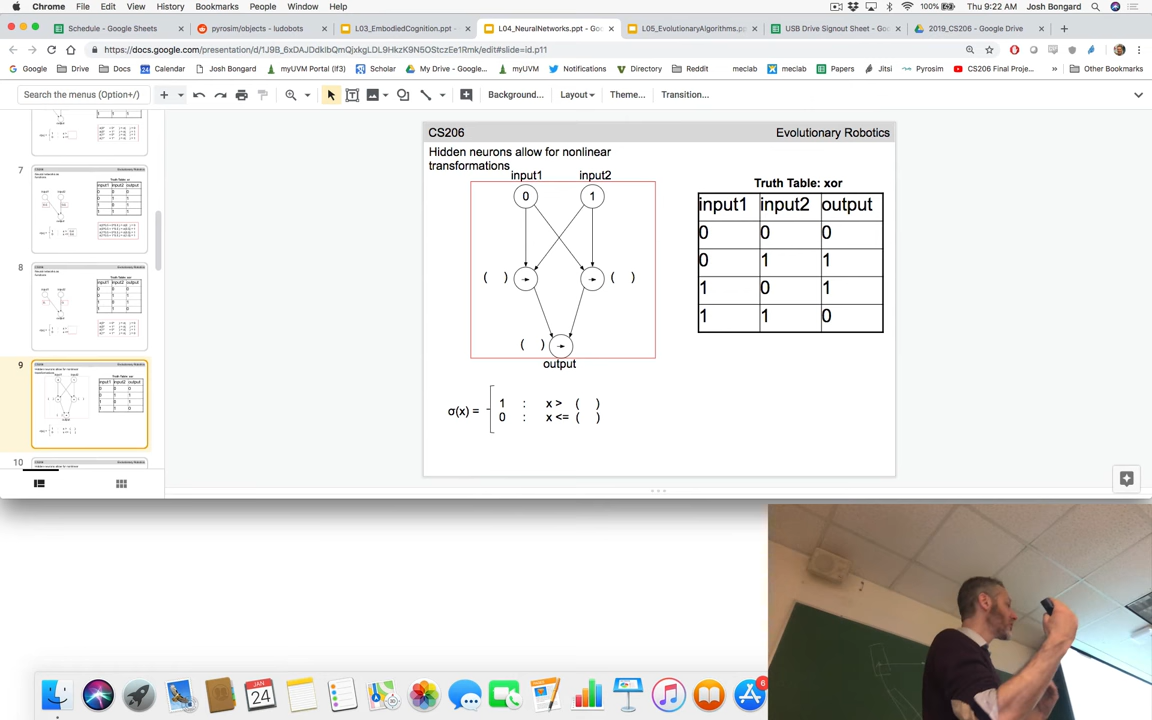 Chrome File Edit View History Bookmarks People Window Help 100% Thu 9:22 AM Josh Bongard
Schedule - Google Sheets pyrosim/objects - ludobots L03_EmbodiedCognition.ppt - L04_NeuralNetworks.ppt - Go L05_EvolutionaryAlgorithms.pp USB Drive Signout Sheet - Go 2019_CS206 - Google Drive
https://docs.google.com/presentation/d/1J9B_6xDAJDdklbQmQjxkgLDL9HkzK9N5OStczEe1Rmk/edit#slide=id.p11
Google Drive Docs Calendar Josh Bongard myUVM Portal (lf3) Scholar My Drive - Google... myUVM Notifications Directory Reddit meclab meclab Papers Jitsi Pyrosim CS206 Final Proje... » Other Bookmarks
Search the menus (Option+/) Background... Layout Theme... Transition...
CS206 Evolutionary Robotics
Hidden neurons allow for nonlinear
transformations
input1 input2
0 1
( ) ( )
( )
output
σ(x) = 1 : x > ( )
0 : x <= ( )
Truth Table: xor
input1 input2 output
0 0 0
0 1 1
1 0 1
1 1 0
7
8
9
10
JAN
24
6